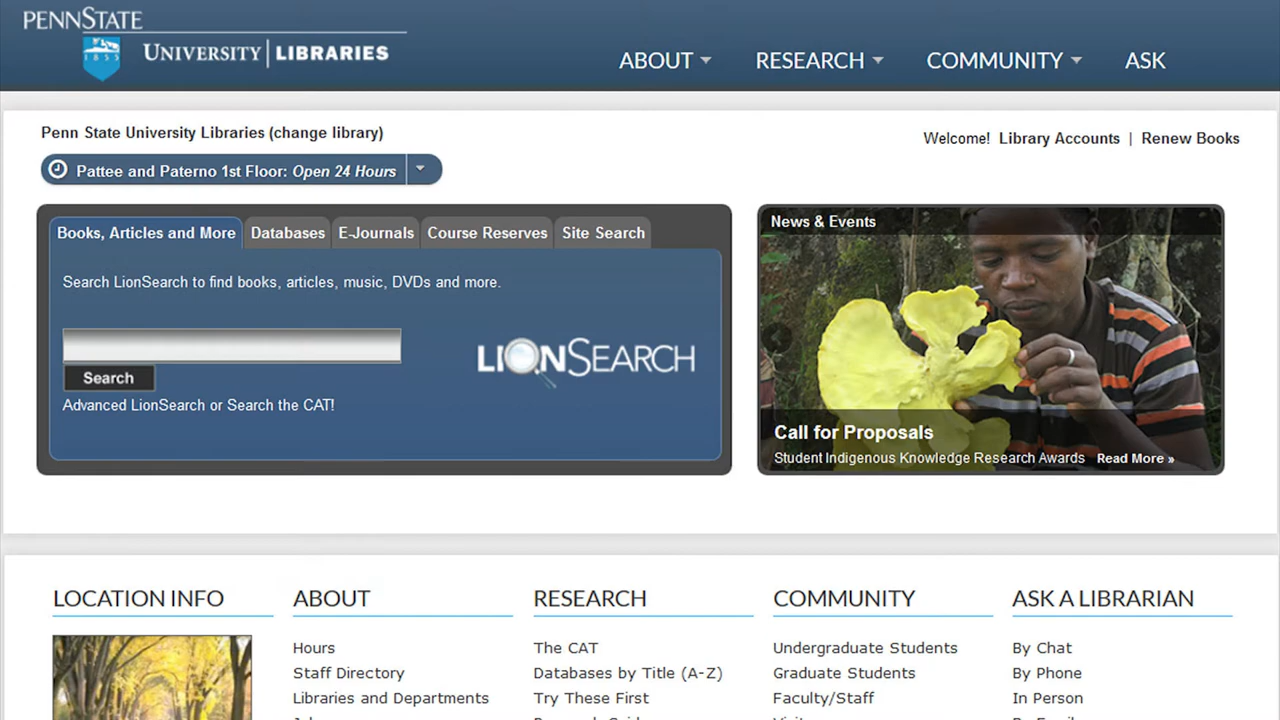 PENNSTATE
1855
UNIVERSITY LIBRARIES
ABOUT RESEARCH COMMUNITY ASK
Penn State University Libraries (change library)
Welcome! Library Accounts | Renew Books
Pattee and Paterno 1st Floor: Open 24 Hours
Books, Articles and More Databases E-Journals Course Reserves Site Search
News & Events
Search LionSearch to find books, articles, music, DVDs and more.
LIONSEARCH
Search
Advanced LionSearch or Search the CAT!
Call for Proposals
Student Indigenous Knowledge Research Awards Read More »
LOCATION INFO
ABOUT
Hours
Staff Directory
Libraries and Departments
RESEARCH
The CAT
Databases by Title (A-Z)
Try These First
COMMUNITY
Undergraduate Students
Graduate Students
Faculty/Staff
ASK A LIBRARIAN
By Chat
By Phone
In Person